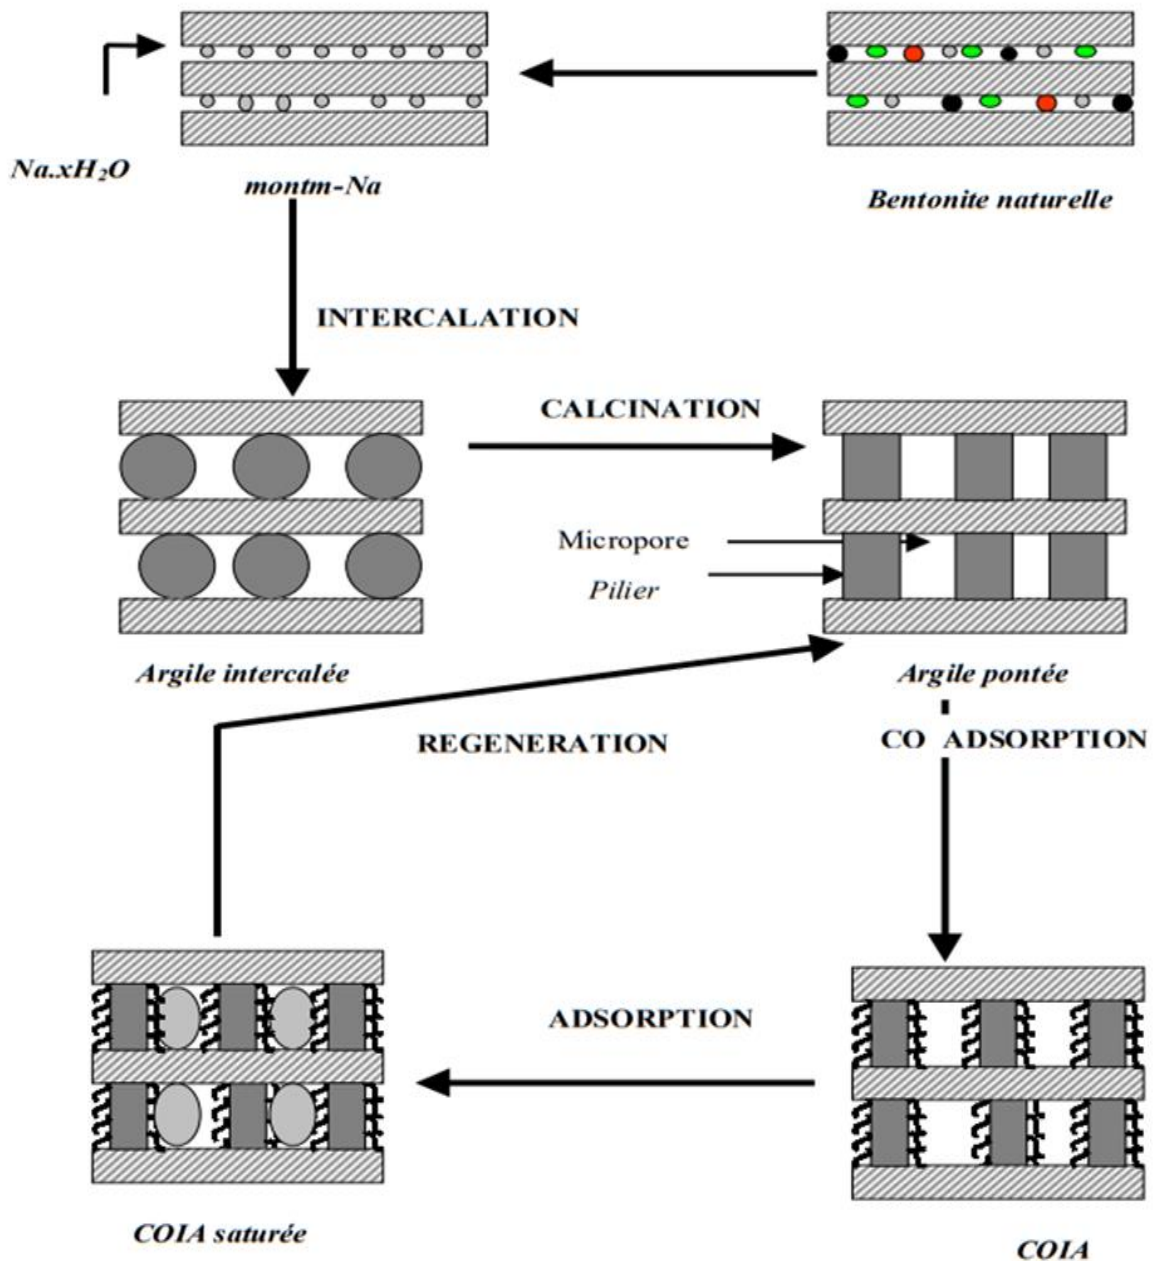 Na.xH₂O
montm-Na
Bentonite naturelle
INTERCALATION
CALCINATION
Micropore
Pilier
Argile intercalée
Argile pontée
REGENERATION
CO ADSORPTION
ADSORPTION
COIA saturée
COIA